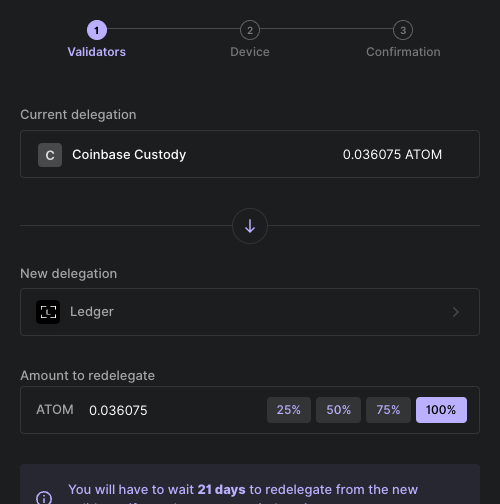 1 2 3
Validators Device Confirmation
Current delegation
C Coinbase Custody 0.036075 ATOM
New delegation
L Ledger
Amount to redelegate
ATOM 0.036075 25% 50% 75% 100%
You will have to wait 21 days to redelegate from the new